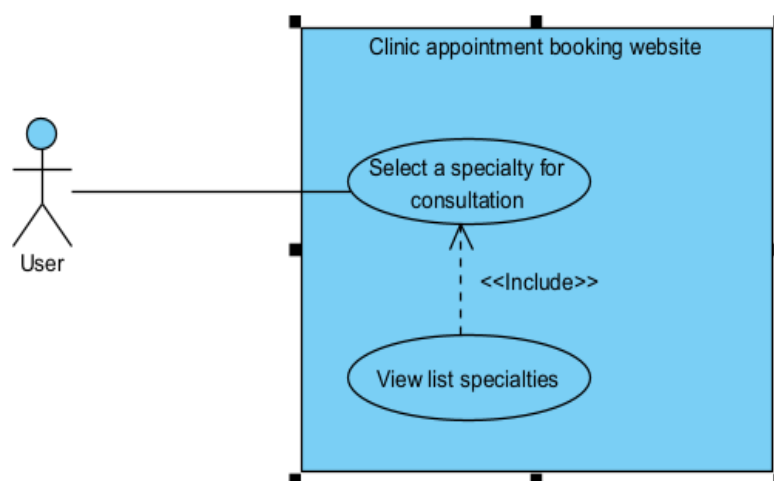 Clinic appointment booking website
Select a specialty for
consultation
User
<<Include>>
View list specialties